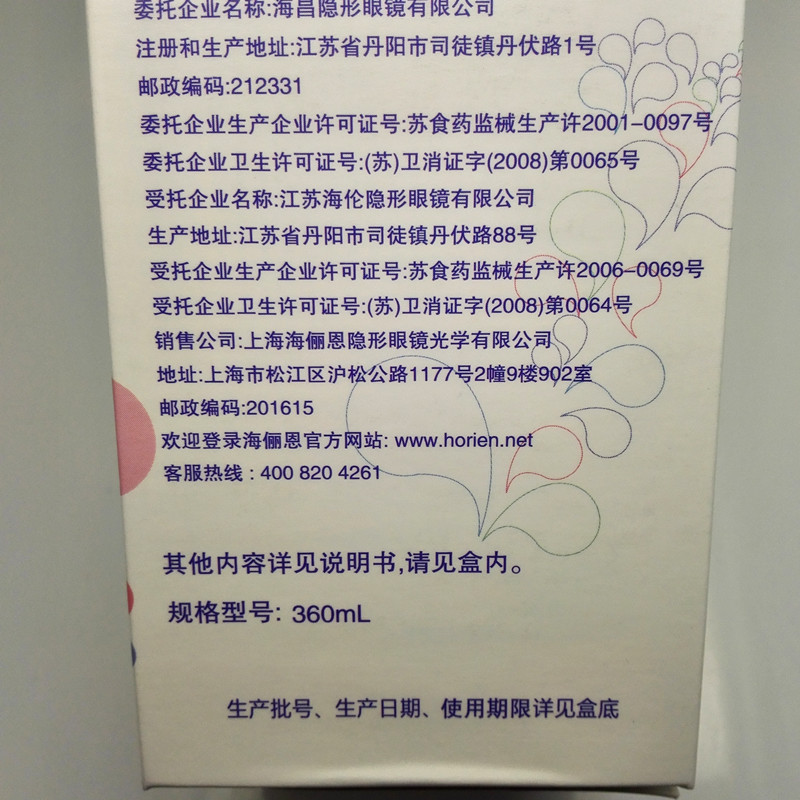 委托企业名称:海昌隐形眼镜有限公司
注册和生产地址:江苏省丹阳市司徒镇丹伏路1号
邮政编码:212331
委托企业生产企业许可证号:苏食药监械生产许2001-0097号
委托企业卫生许可证号:(苏)卫消证字(2008)第0065号
受托企业名称:江苏海伦隐形眼镜有限公司
生产地址:江苏省丹阳市司徒镇丹伏路88号
受托企业生产企业许可证号:苏食药监械生产许2006-0069号
受托企业卫生许可证号:(苏)卫消证字(2008)第0064号
销售公司:上海海俪恩隐形眼镜光学有限公司
地址:上海市松江区沪松公路1177号2幢9楼902室
邮政编码:201615
欢迎登录海俪恩官方网站: www.horien.net
客服热线 : 400 820 4261
其他内容详见说明书,请见盒内。
规格型号: 360mL
生产批号、生产日期、使用期限详见盒底